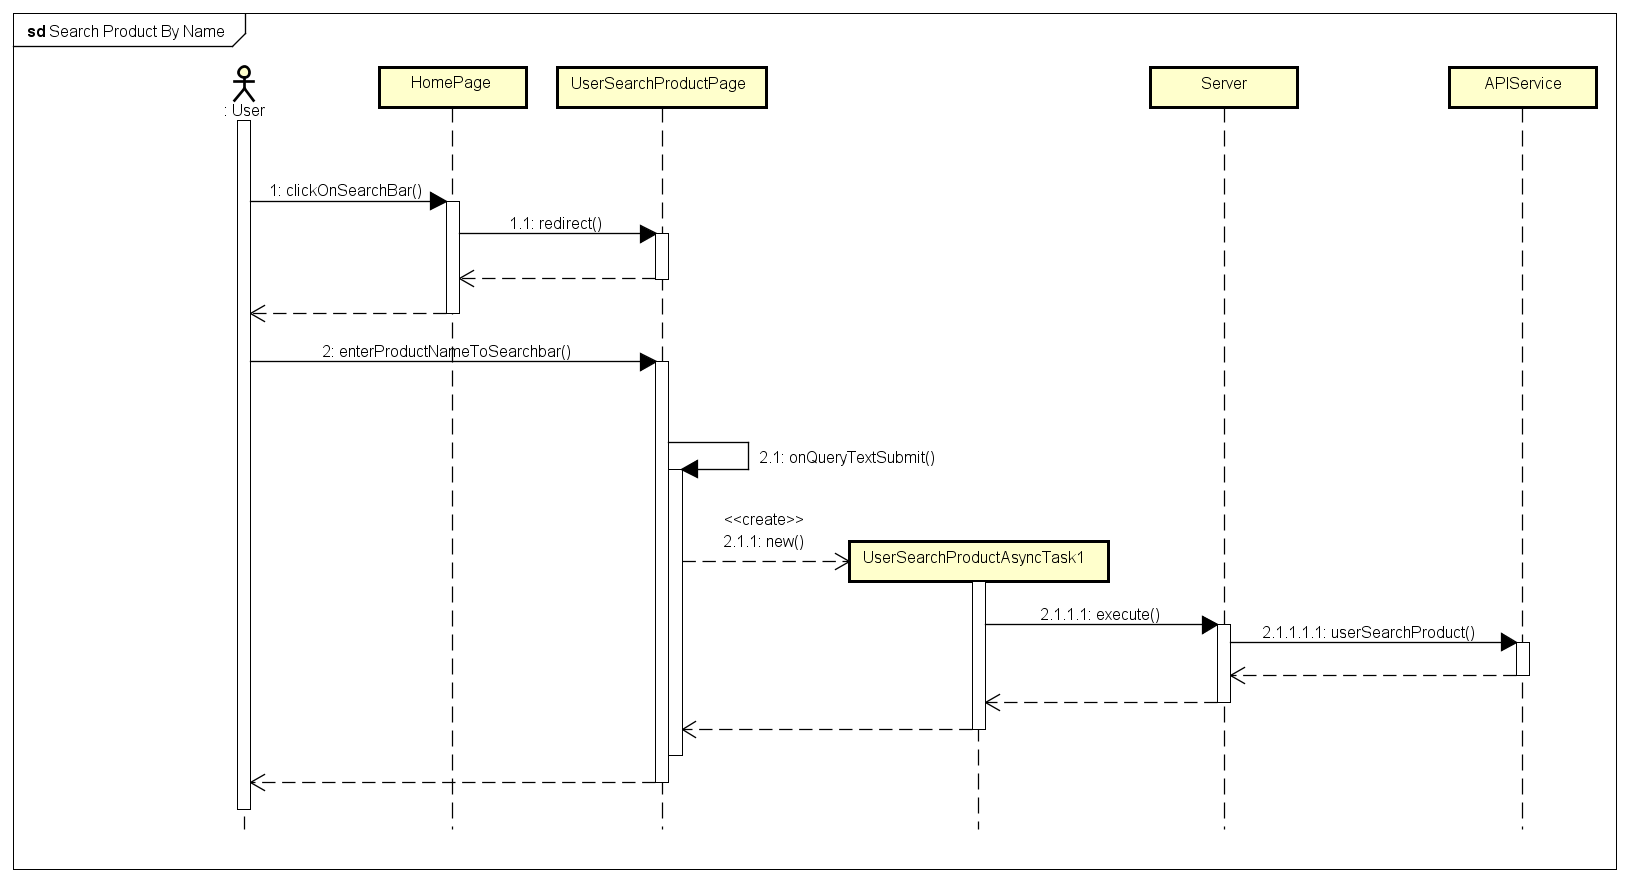 sd Search Product By Name
: User
HomePage
UserSearchProductPage
Server
APIService
1: clickOnSearchBar()
1.1: redirect()
2: enterProductNameToSearchbar()
2.1: onQueryTextSubmit()
<<create>>
2.1.1: new()
UserSearchProductAsyncTask1
2.1.1.1: execute()
2.1.1.1.1: userSearchProduct()